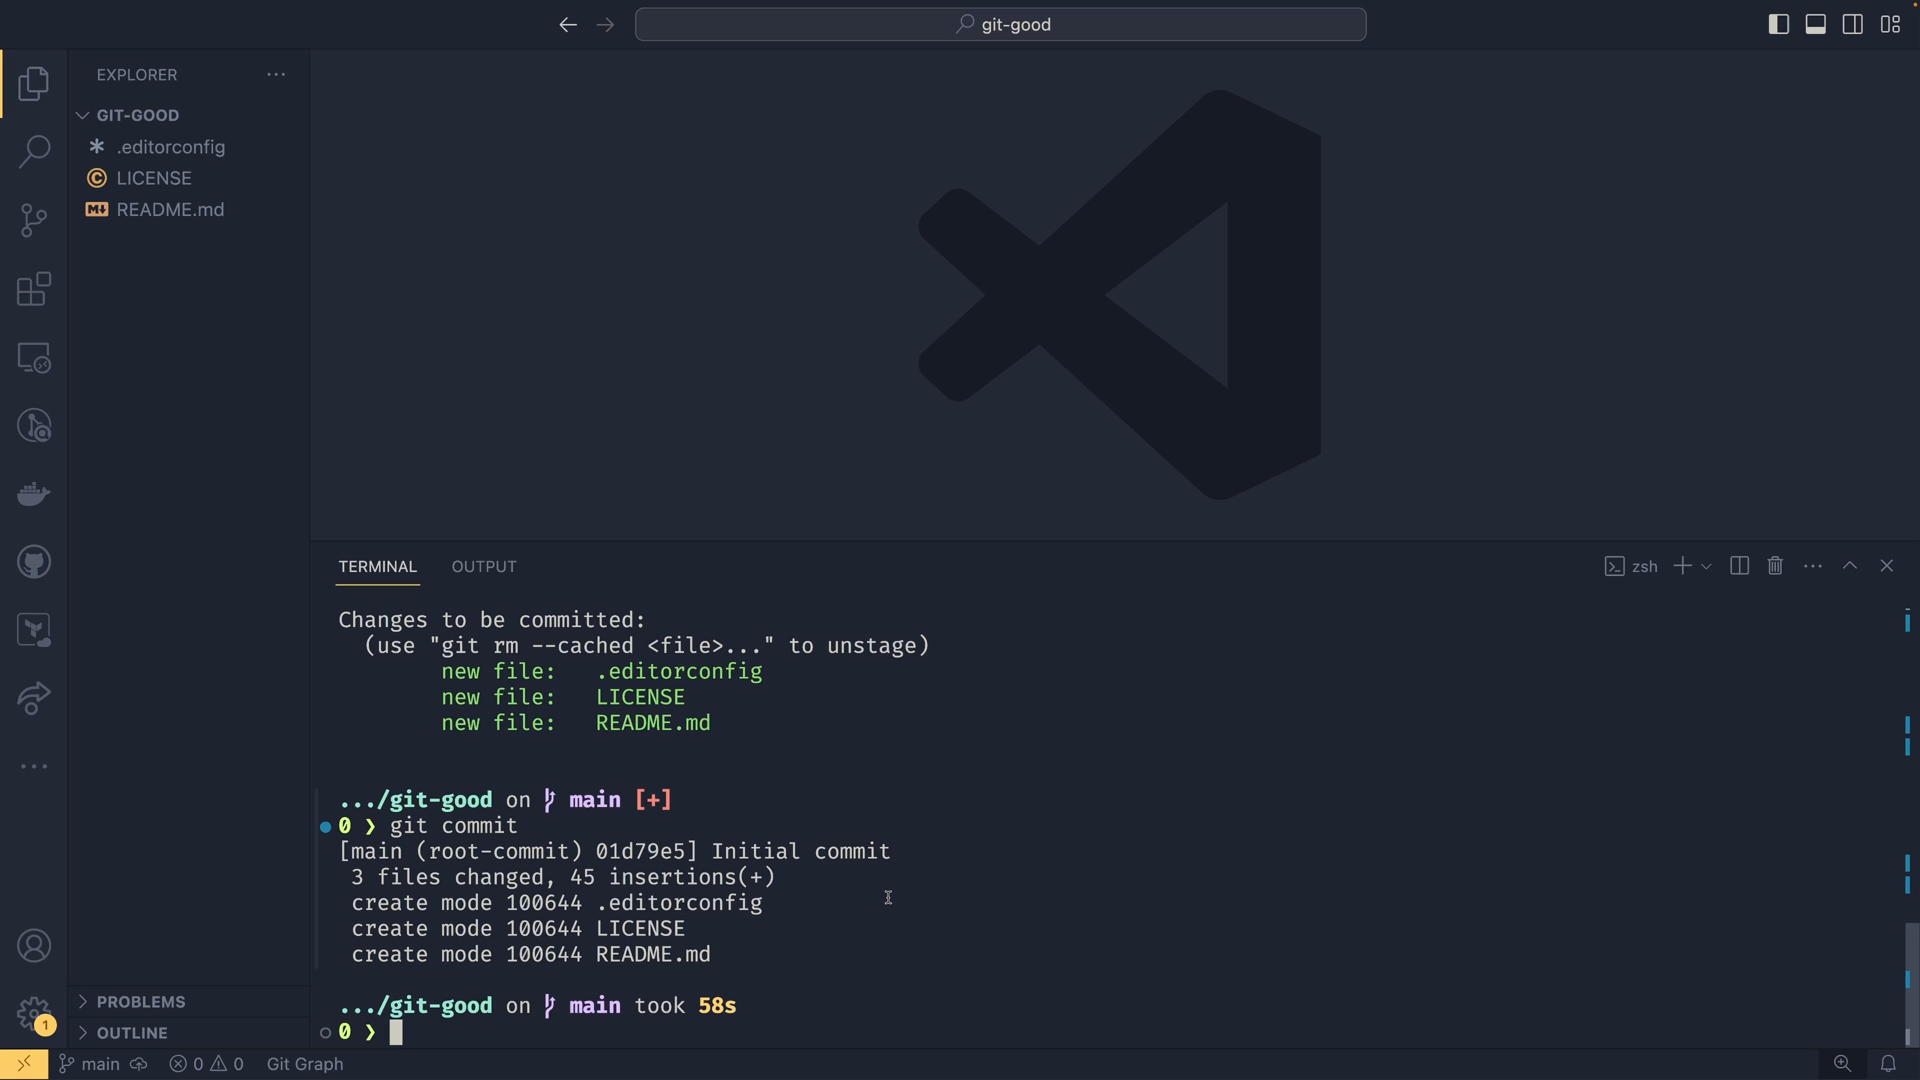 git-good
EXPLORER
GIT-GOOD
.editorconfig
LICENSE
README.md
PROBLEMS
OUTLINE
TERMINAL
OUTPUT
zsh
Changes to be committed:
(use "git rm --cached <file>..." to unstage)
new file:   .editorconfig
new file:   LICENSE
new file:   README.md
.../git-good on main [+]
0 ❯ git commit
[main (root-commit) 01d79e5] Initial commit
3 files changed, 45 insertions(+)
create mode 100644 .editorconfig
create mode 100644 LICENSE
create mode 100644 README.md
.../git-good on main took 58s
0 ❯
1
main 0 0 Git Graph